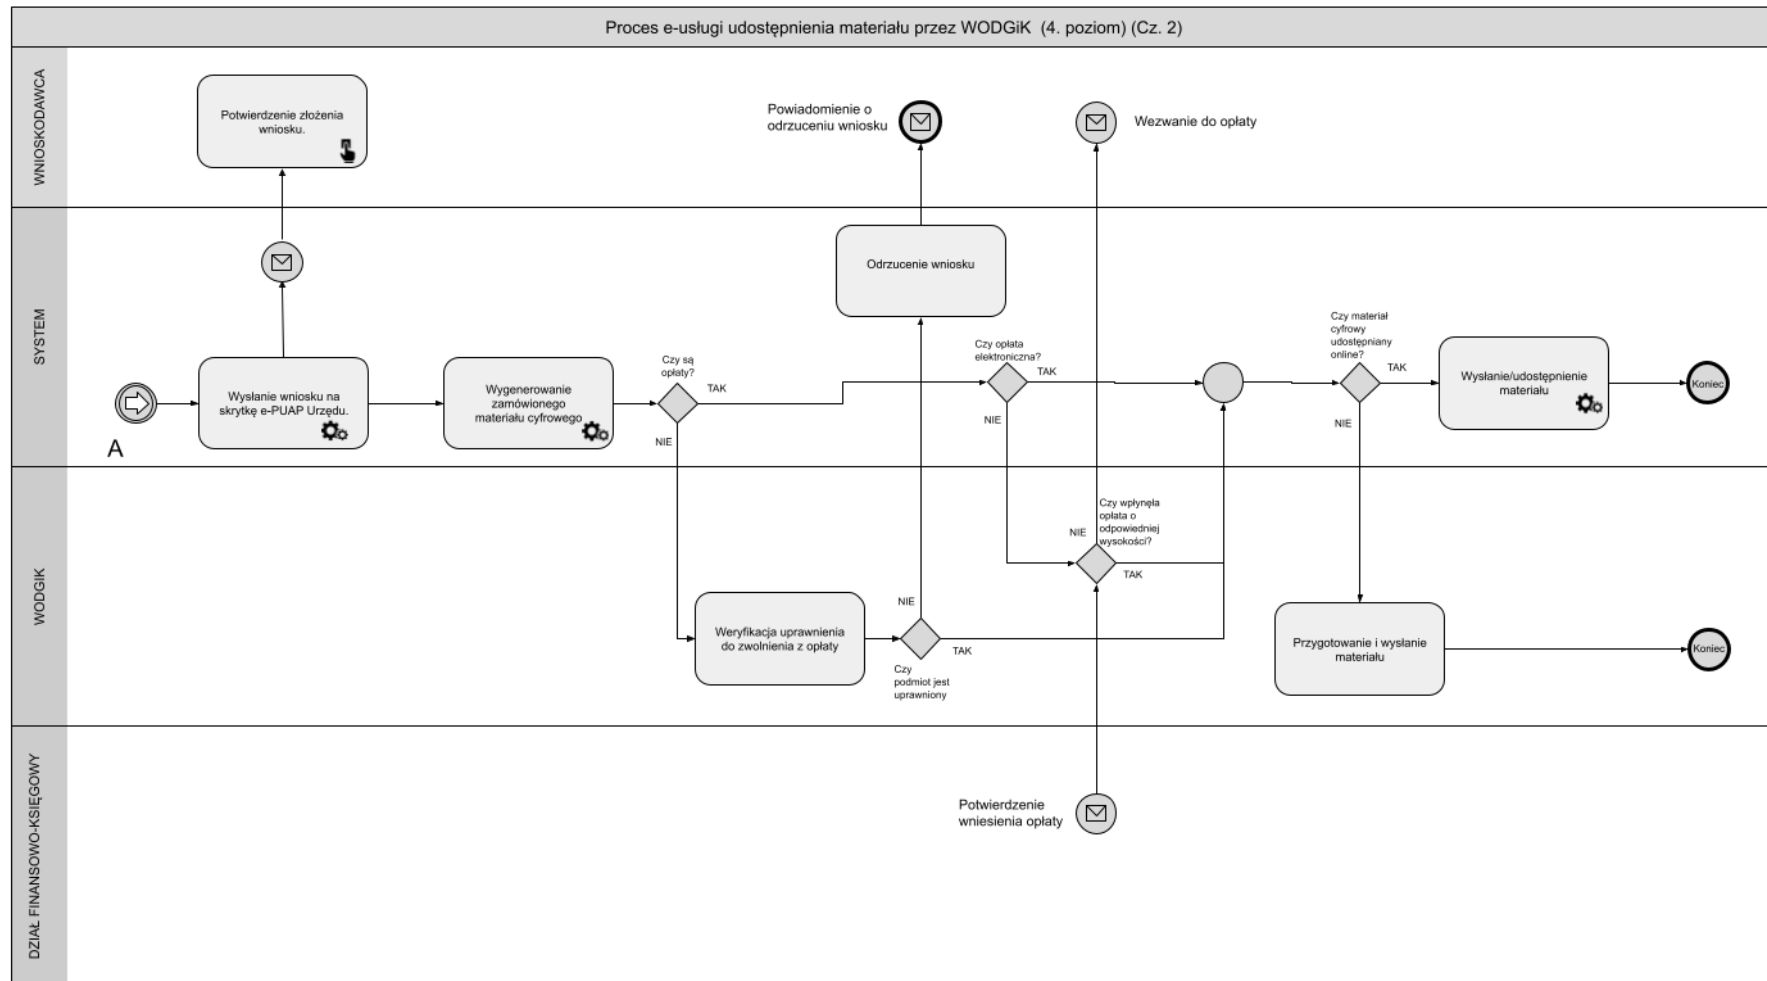 Proces e-usługi udostępnienia materiału przez WODGiK (4. poziom) (Cz. 2)
WNIOSKODAWCA
Potwierdzenie złożenia
wniosku.
Powiadomienie o
odrzuceniu wniosku
Wezwanie do opłaty
SYSTEM
A
Wysłanie wniosku na
skrytkę e-PUAP Urzędu.
Wygenerowanie
zamówionego
materiału cyfrowego
Czy są
opłaty?
TAK
NIE
Odrzucenie wniosku
Czy opłata
elektroniczna?
TAK
NIE
Czy materiał
cyfrowy
udostępniany
online?
TAK
NIE
Wysłanie/udostępnienie
materiału
Koniec
WODGIK
Weryfikacja uprawnienia
do zwolnienia z opłaty
NIE
TAK
Czy
podmiot jest
uprawniony
Czy wpłynęła
opłata o
odpowiedniej
wysokości?
NIE
TAK
Przygotowanie i wysłanie
materiału
Koniec
DZIAŁ FINANSOWO-KSIĘGOWY
Potwierdzenie
wniesienia opłaty